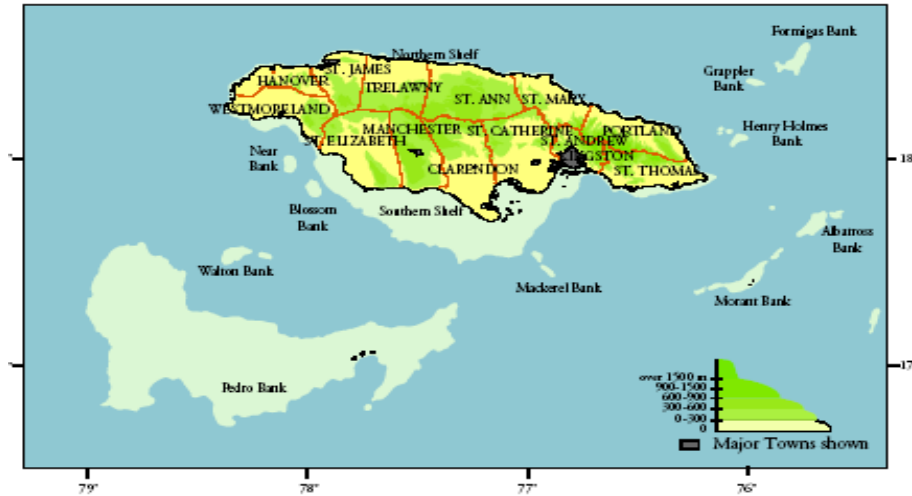 Formigas Bank
Northern Shelf
ST. JAMES
Grappler
Bank
HANOVER
TRELAWNY
ST. ANN
ST. MARY
WESTMORELAND
MANCHESTER
ST. CATHERINE
PORTLAND
Henry Holmes
Bank
ST. ELIZABETH
ST. ANDREW
KINGSTON
Near
Bank
18
CLARENDON
ST. THOMAS
Blossom
Bank
Southern Shelf
Albatross
Bank
Walton Bank
Mackerel Bank
Morant Bank
17
Pedro Bank
over 1500 m
900-1500
600-900
300-600
0-300
0
Major Towns shown
79°
78°
77°
76°